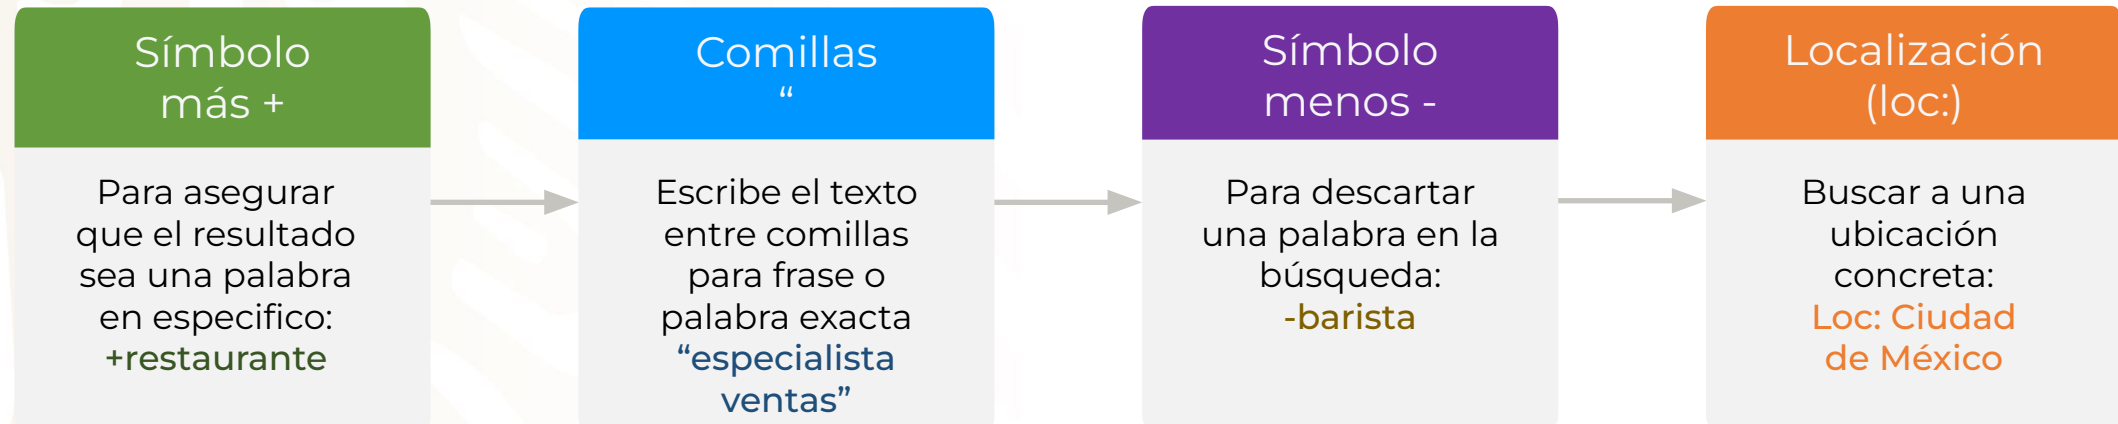 Símbolo
más +
Para asegurar
que el resultado
sea una palabra
en especifico:
+restaurante
Comillas
“
Escribe el texto
entre comillas
para frase o
palabra exacta
“especialista
ventas”
Símbolo
menos -
Para descartar
una palabra en la
búsqueda:
-barista
Localización
(loc:)
Buscar a una
ubicación
concreta:
Loc: Ciudad
de México